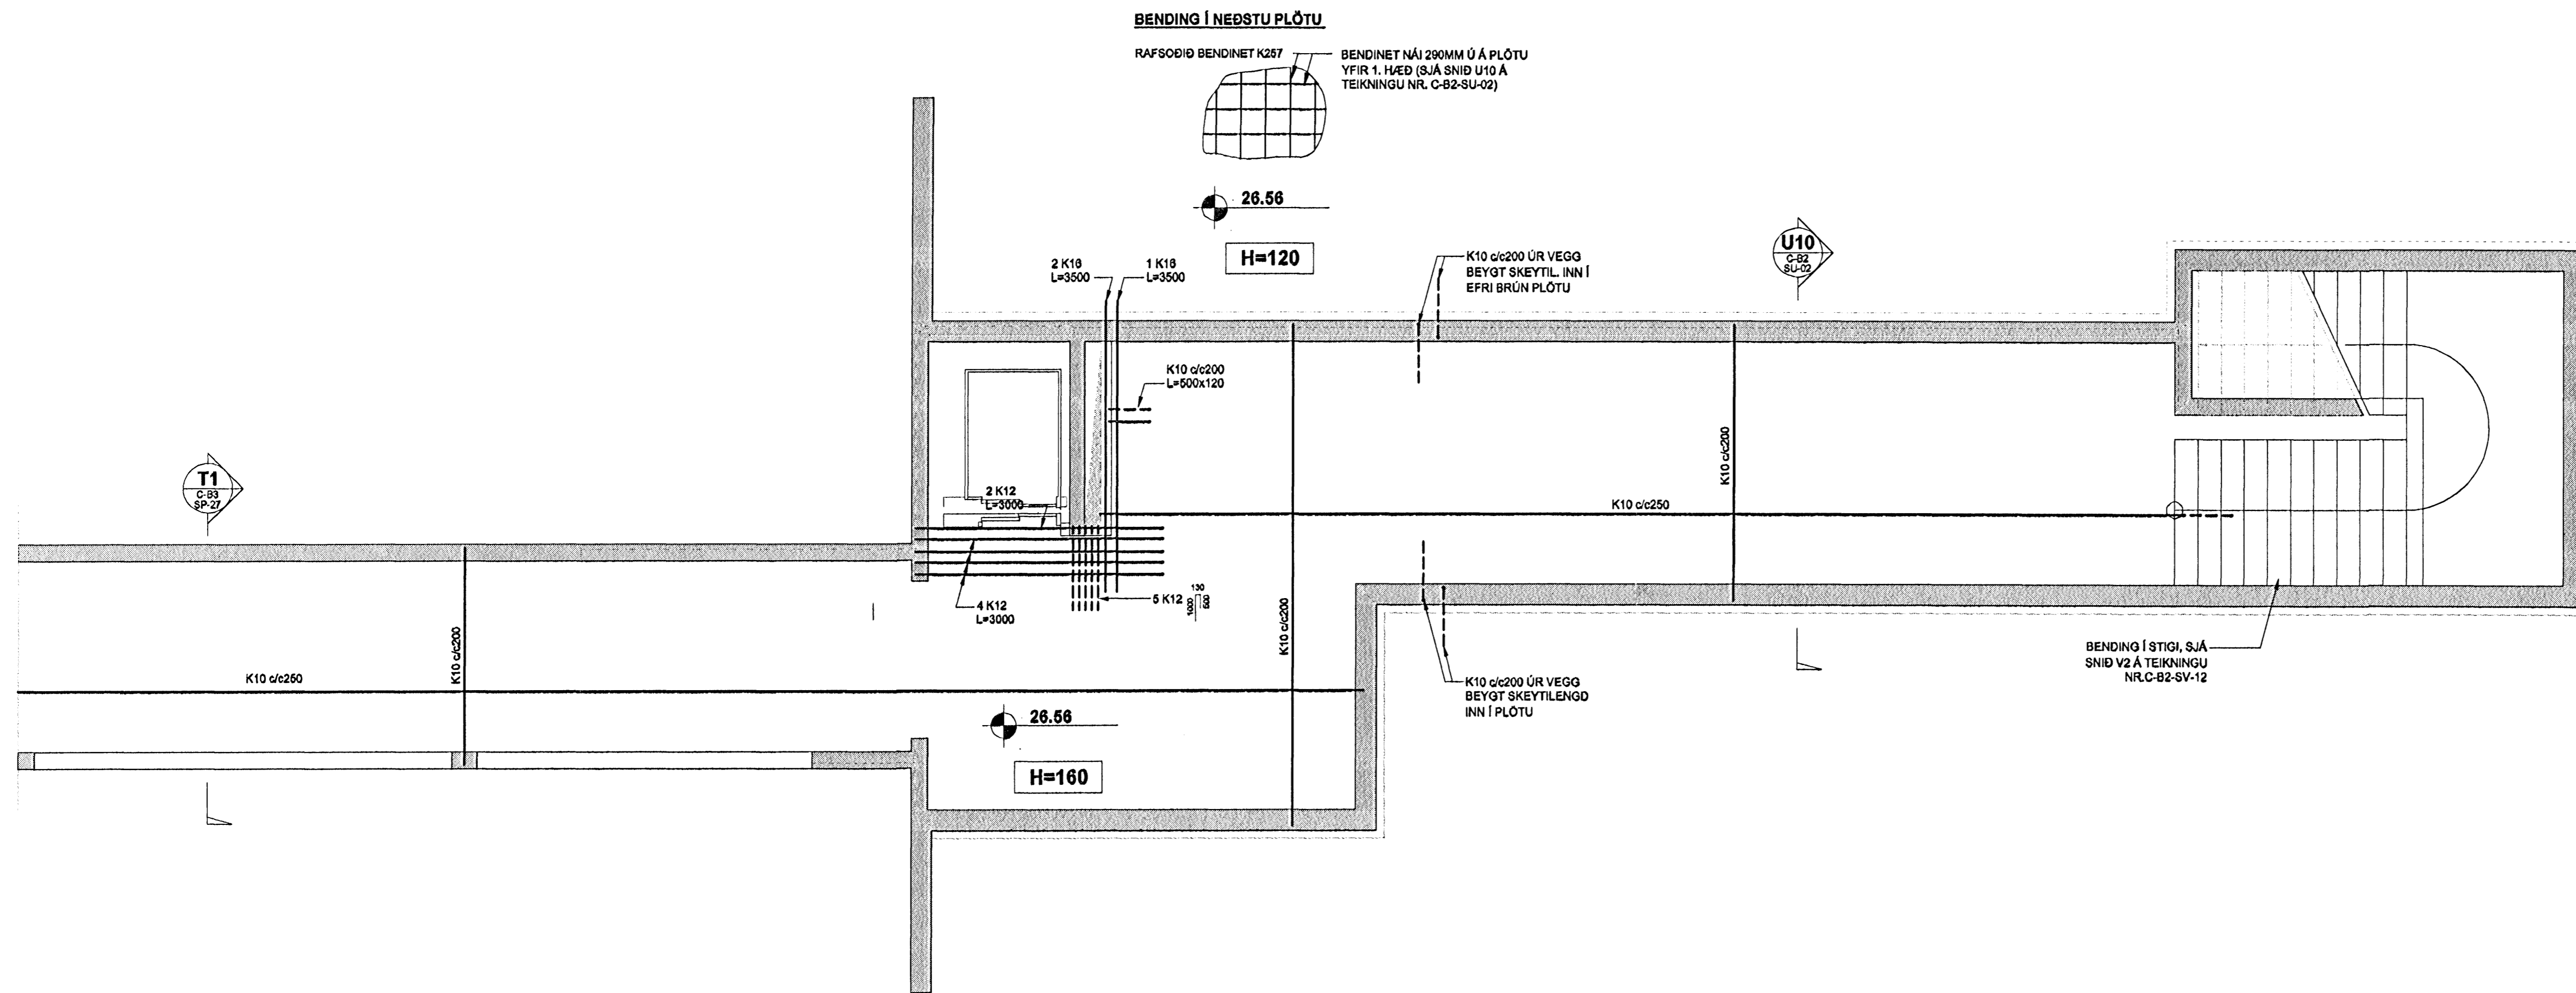 BENDING Í NEÐSTU PLÖTU
RAFSOÐIÐ BENDINET K257
BENDINET NÁI 290MM Ú Á PLÖTU
YFIR 1. HÆÐ (SJÁ SNIÐ U10 Á
TEIKNINGU NR. C-B2-SU-02)
26.56
H=120
2 K16
L=3500
1 K16
L=3500
K10 c/c200 ÚR VEGG
BEYGT SKEYTIL. INN Í
EFRI BRÚN PLÖTU
U10
C-B2
SU-02
K10 c/c200
L=500x120
T1
C-B3
SP-27
2 K12
L=3000
K10 c/c200
K10 c/c250
4 K12
L=3000
5 K12
130
1000
500
K10 c/c200
K10 c/c200
K10 c/c250
K10 c/c200 ÚR VEGG
BEYGT SKEYTILENGD
INN Í PLÖTU
BENDING Í STIGI, SJÁ
SNIÐ V2 Á TEIKNINGU
NR.C-B2-SV-12
26.56
H=160